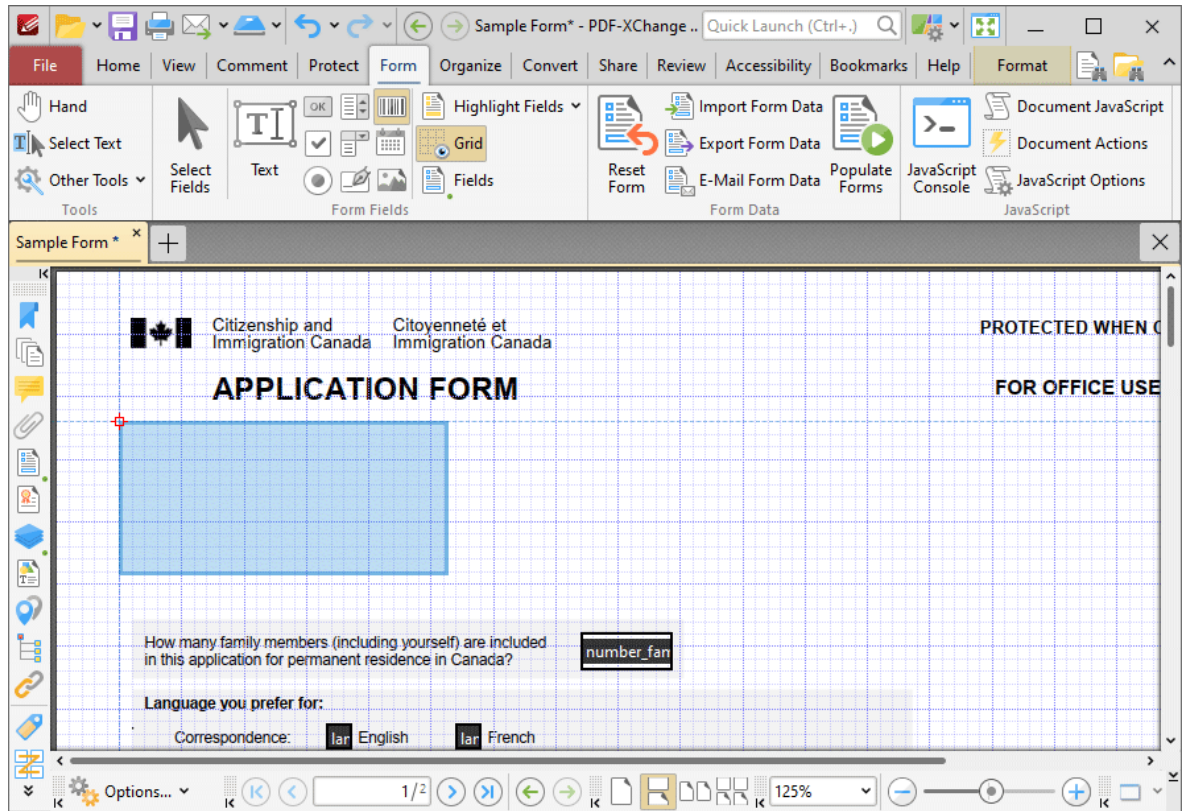 Sample Form* - PDF-XChange ..
Quick Launch (Ctrl+.)
File Home View Comment Protect Form Organize Convert Share Review Accessibility Bookmarks Help Format
Hand
Select Text
Other Tools
Tools
Select Fields
Text
OK
Highlight Fields
Grid
Fields
Form Fields
Reset Form
Import Form Data
Export Form Data
E-Mail Form Data
Populate Forms
Form Data
JavaScript Console
Document JavaScript
Document Actions
JavaScript Options
JavaScript
Sample Form *
Citizenship and Immigration Canada
Citoyenneté et Immigration Canada
PROTECTED WHEN
APPLICATION FORM
FOR OFFICE USE
How many family members (including yourself) are included
in this application for permanent residence in Canada?
number_fan
Language you prefer for:
Correspondence: lar English lar French
Options...
1/2
125%